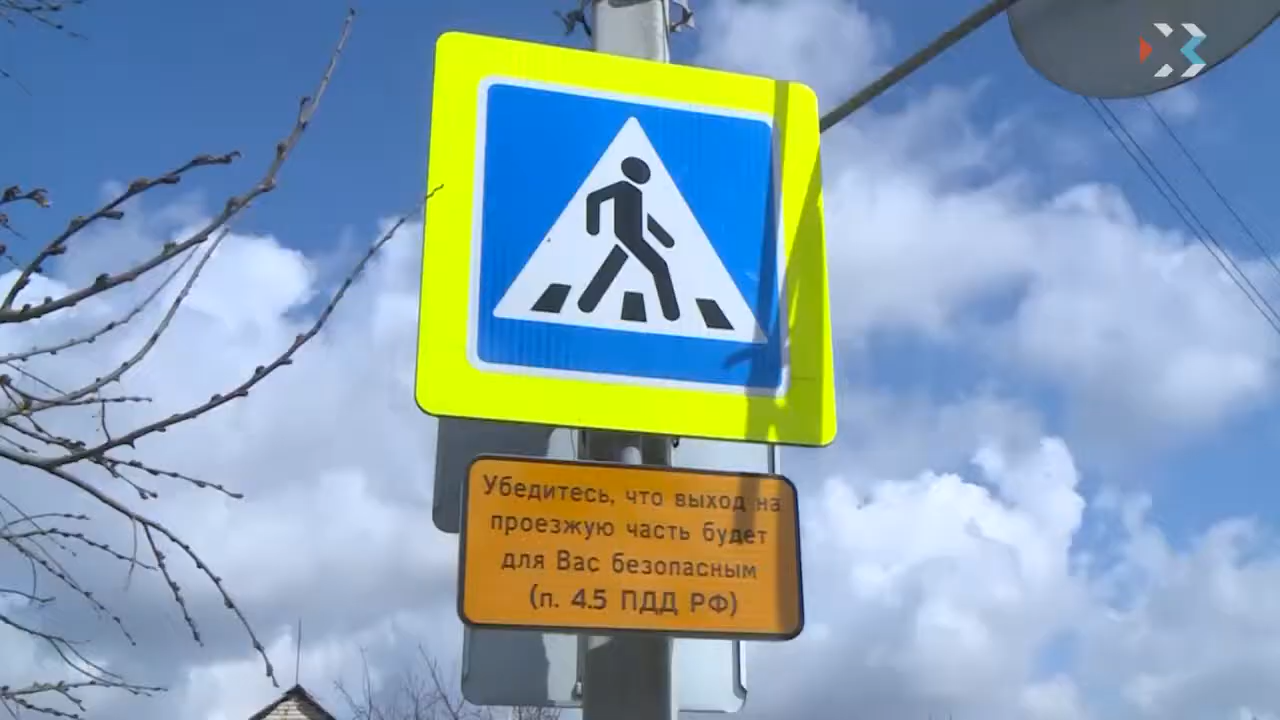 Убедитесь, что выход на
проезжую часть будет
для Вас безопасным
(п. 4.5 ПДД РФ)